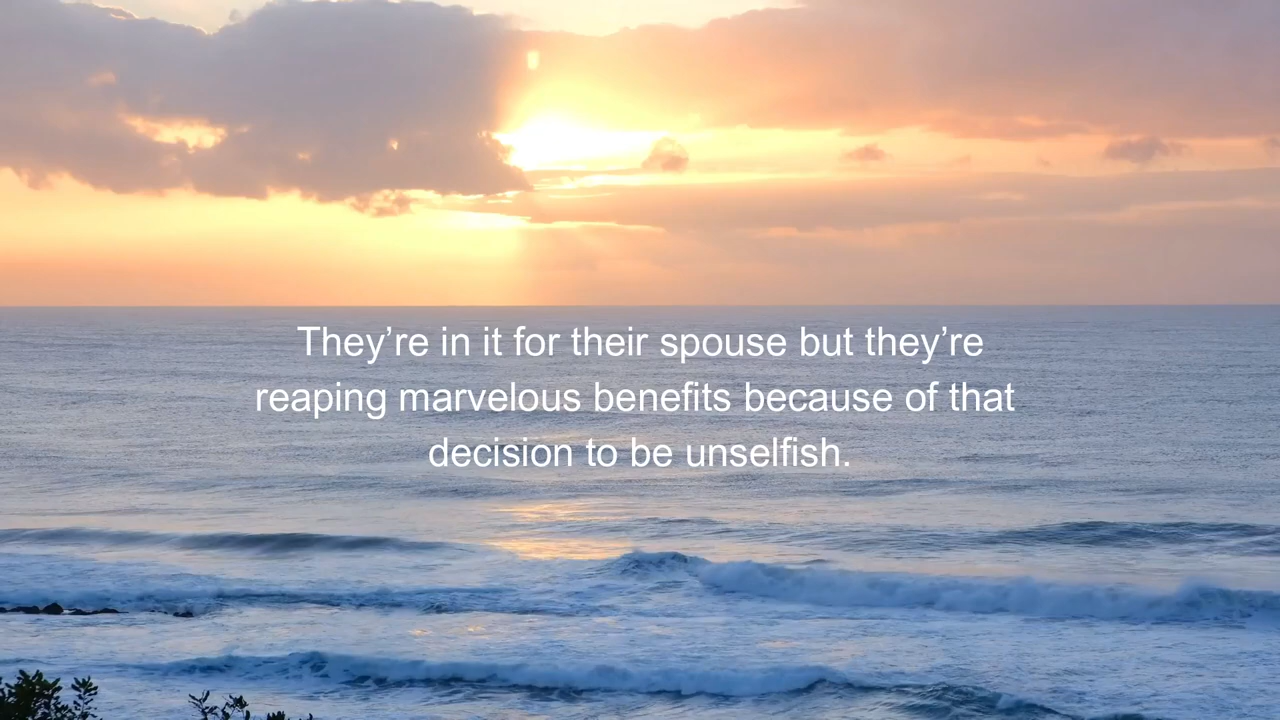 They’re in it for their spouse but they’re
reaping marvelous benefits because of that
decision to be unselfish.